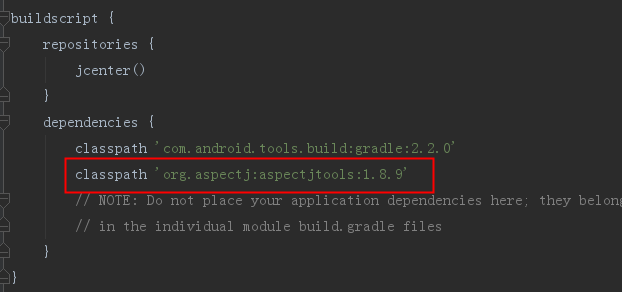 buildscript {
repositories {
jcenter()
}
dependencies {
classpath 'com.android.tools.build:gradle:2.2.0'
classpath 'org.aspectj:aspectjtools:1.8.9'
// NOTE: Do not place your application dependencies here; they belong
// in the individual module build.gradle files
}
}